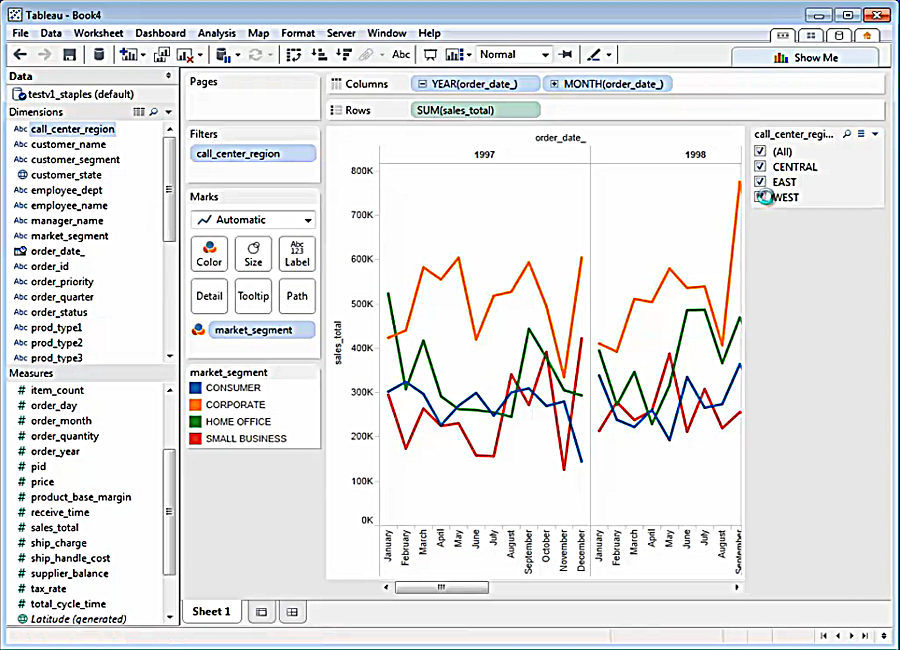 Tableau - Book4
File Data Worksheet Dashboard Analysis Map Format Server Window Help
Abc Normal
Show Me
Data
testv1_staples (default)
Dimensions
Abc call_center_region
Abc customer_name
Abc customer_segment
customer_state
Abc employee_dept
Abc employee_name
Abc manager_name
Abc market_segment
order_date_
Abc order_id
Abc order_priority
Abc order_quarter
Abc order_status
Abc prod_type1
Abc prod_type2
Abc prod_type3
Measures
# item_count
# order_day
# order_month
# order_quantity
# order_year
# pid
# price
# product_base_margin
# receive_time
# sales_total
# ship_charge
# ship_handle_cost
# supplier_balance
# tax_rate
# total_cycle_time
Latitude (generated)
Pages
Filters
call_center_region
Marks
Automatic
Color
Size
Abc
123
Label
Detail
Tooltip
Path
market_segment
market_segment
CONSUMER
CORPORATE
HOME OFFICE
SMALL BUSINESS
Columns
YEAR(order_date_)
MONTH(order_date_)
Rows
SUM(sales_total)
order_date_
1997
1998
sales_total
800K
700K
600K
500K
400K
300K
200K
100K
0K
January
February
March
April
May
June
July
August
September
October
November
December
January
February
March
April
May
June
July
August
September
call_center_regi...
(All)
CENTRAL
EAST
WEST
Sheet 1